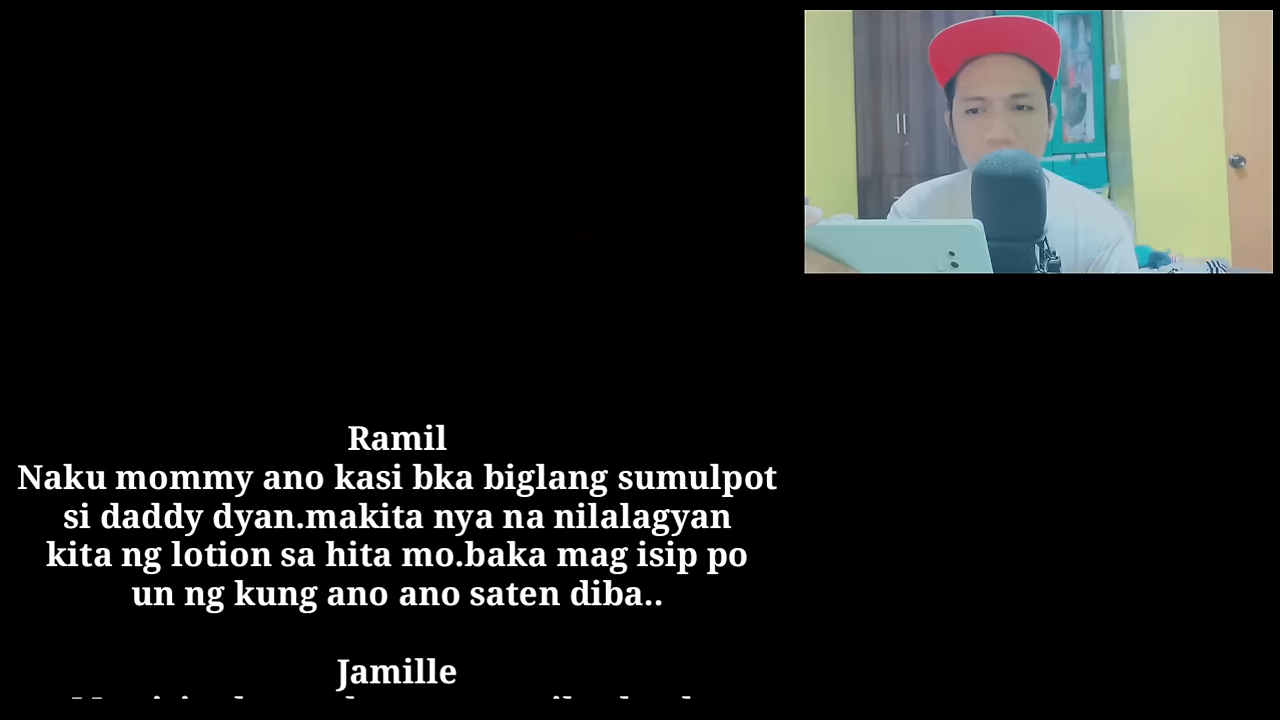 Ramil
Naku mommy ano kasi bka biglang sumulpot
si daddy dyan.makita nya na nilalagyan
kita ng lotion sa hita mo.baka mag isip po
un ng kung ano ano saten diba..
Jamille